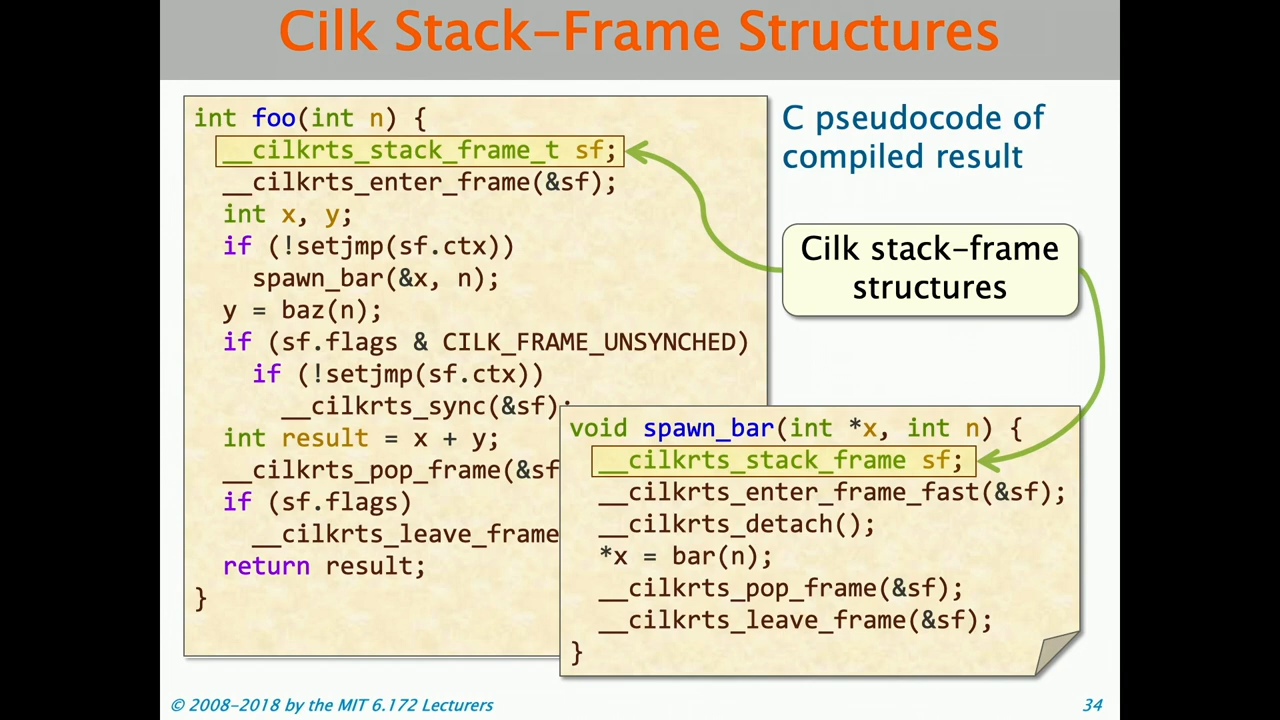 Cilk Stack-Frame Structures
int foo(int n) {
__cilkrts_stack_frame_t sf;
__cilkrts_enter_frame(&sf);
int x, y;
if (!setjmp(sf.ctx))
spawn_bar(&x, n);
y = baz(n);
if (sf.flags & CILK_FRAME_UNSYNCHED)
if (!setjmp(sf.ctx))
__cilkrts_sync(&sf);
int result = x + y;
__cilkrts_pop_frame(&sf
if (sf.flags)
__cilkrts_leave_frame
return result;
}
C pseudocode of
compiled result
Cilk stack-frame
structures
void spawn_bar(int *x, int n) {
__cilkrts_stack_frame sf;
__cilkrts_enter_frame_fast(&sf);
__cilkrts_detach();
*x = bar(n);
__cilkrts_pop_frame(&sf);
__cilkrts_leave_frame(&sf);
}
© 2008-2018 by the MIT 6.172 Lecturers
34